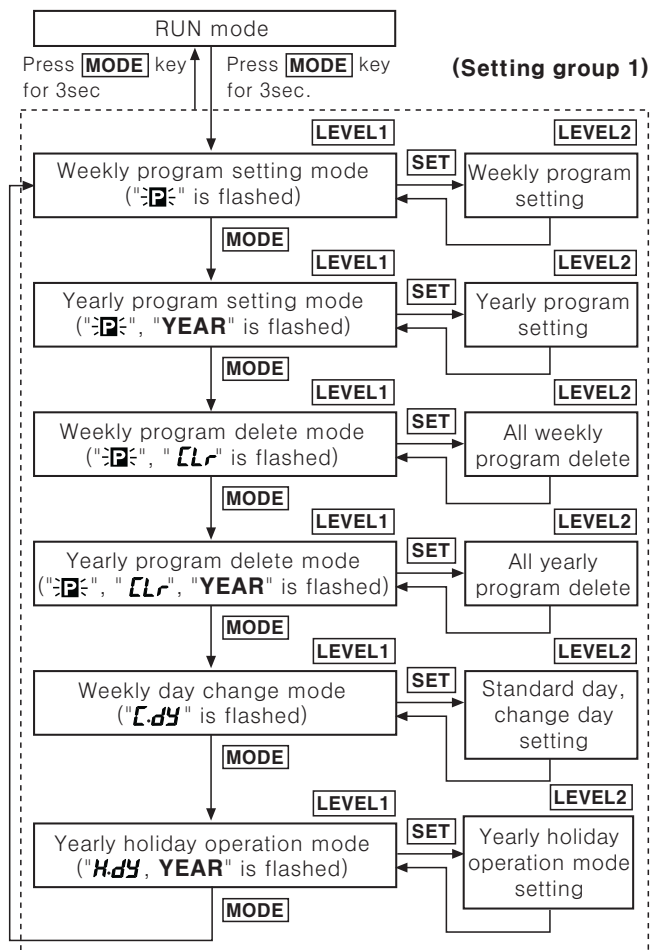 RUN mode
Press MODE key for 3sec
Press MODE key for 3sec.
(Setting group 1)
LEVEL1
LEVEL2
Weekly program setting mode
("P" is flashed)
SET
Weekly program
setting
MODE
LEVEL1
LEVEL2
Yearly program setting mode
("P", "YEAR" is flashed)
SET
Yearly program
setting
MODE
LEVEL1
LEVEL2
Weekly program delete mode
("P", "CLr" is flashed)
SET
All weekly
program delete
MODE
LEVEL1
LEVEL2
Yearly program delete mode
("P", "CLr", "YEAR" is flashed)
SET
All yearly
program delete
MODE
LEVEL1
LEVEL2
Weekly day change mode
("C.dY" is flashed)
SET
Standard day,
change day
setting
MODE
LEVEL1
LEVEL2
Yearly holiday operation mode
("H.dY, YEAR" is flashed)
SET
Yearly holiday
operation mode
setting
MODE